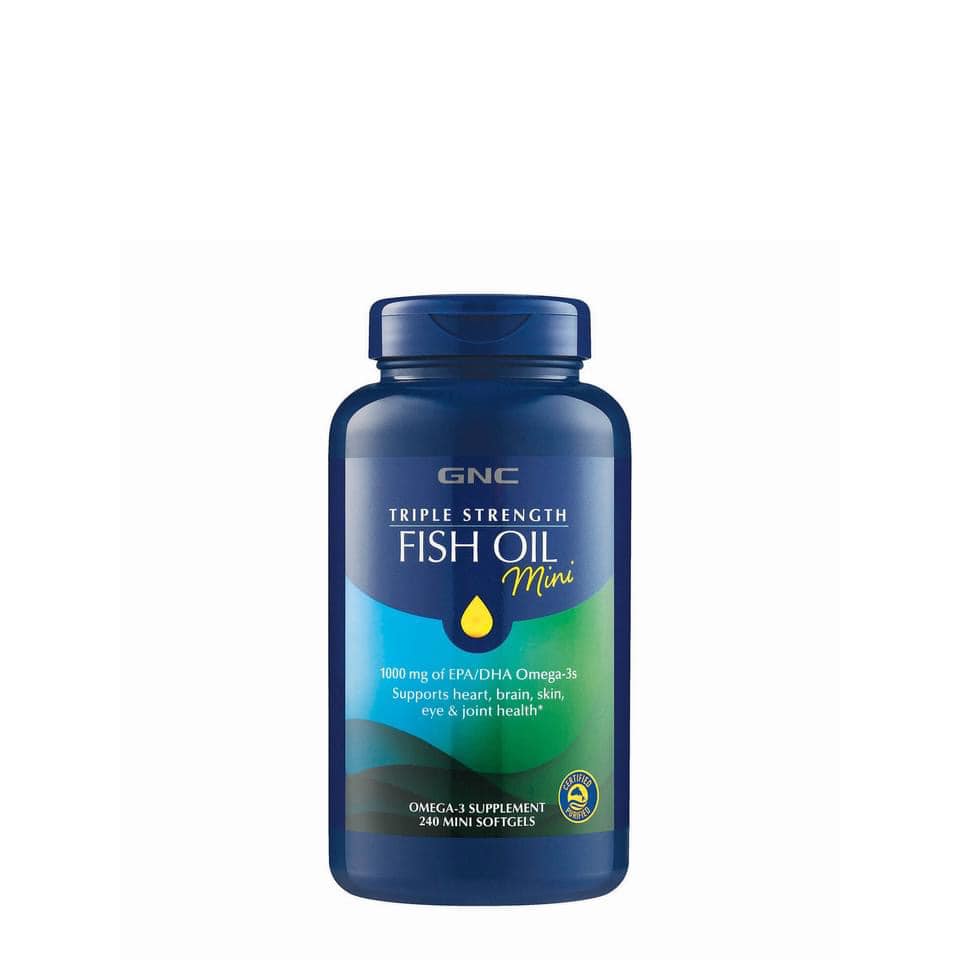 GNC
TRIPLE STRENGTH
FISH OIL
Mini
1000 mg of EPA/DHA Omega-3s
Supports heart, brain, skin,
eye & joint health*
CERTIFIED
PURIFIED
OMEGA-3 SUPPLEMENT
240 MINI SOFTGELS